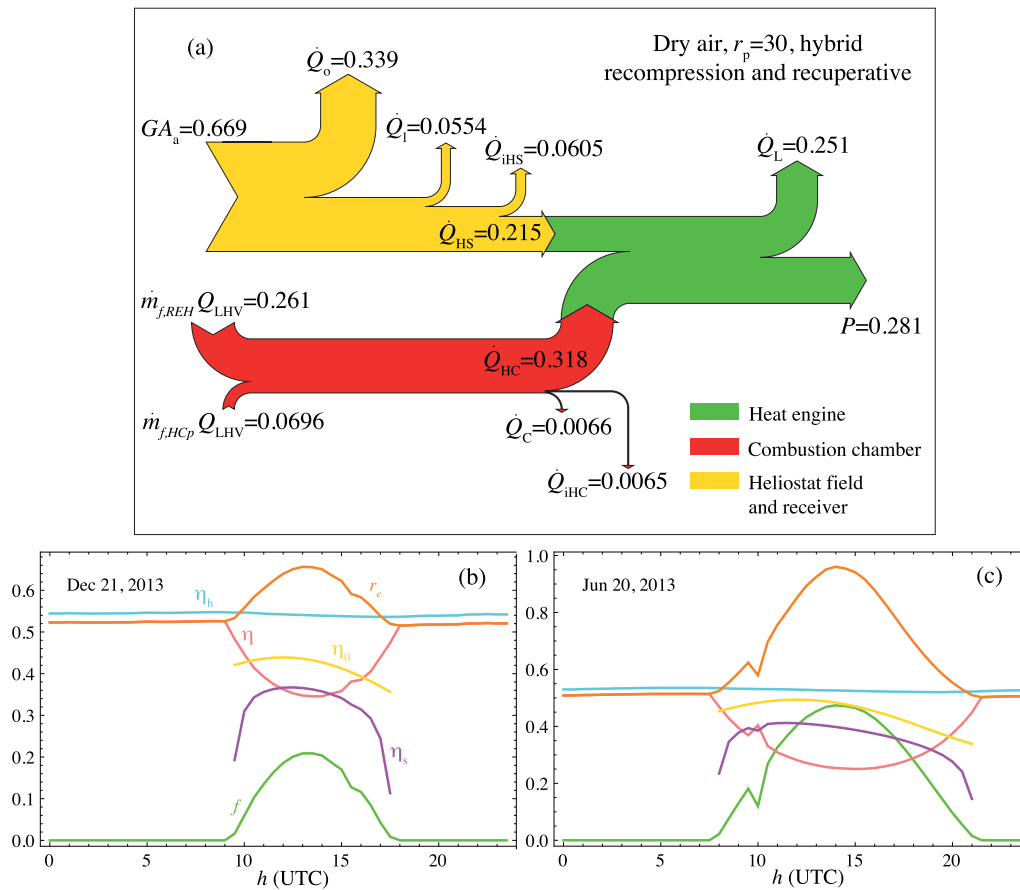 (a)
Dry air, r_p=30, hybrid
recompression and recuperative
Q̇_o=0.339
GA_a=0.669
Q̇_l=0.0554
Q̇_iHS=0.0605
Q̇_L=0.251
Q̇_HS=0.215
ṁ_f,REH Q_LHV=0.261
P=0.281
Q̇_HC=0.318
ṁ_f,HCp Q_LHV=0.0696
Q̇_C=0.0066
Q̇_iHC=0.0065
Heat engine
Combustion chamber
Heliostat field
and receiver
Dec 21, 2013
(b)
η_h
r_e
η
η_0
η_s
f
0.6
0.5
0.4
0.3
0.2
0.1
0.0
0 5 10 15 20
h (UTC)
Jun 20, 2013
(c)
1.0
0.8
0.6
0.4
0.2
0.0
0 5 10 15 20
h (UTC)